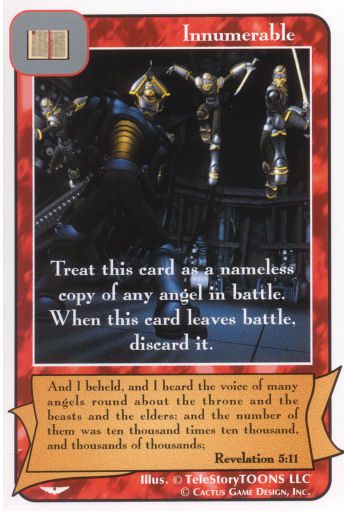 Innumerable
Treat this card as a nameless
copy of any angel in battle.
When this card leaves battle,
discard it.
And I beheld, and I heard the voice of many
angels round about the throne and the
beasts and the elders: and the number of
them was ten thousand times ten thousand,
and thousands of thousands;
Revelation 5:11
Illus. © TeleStoryTOONS LLC
© Cactus Game Design, Inc.